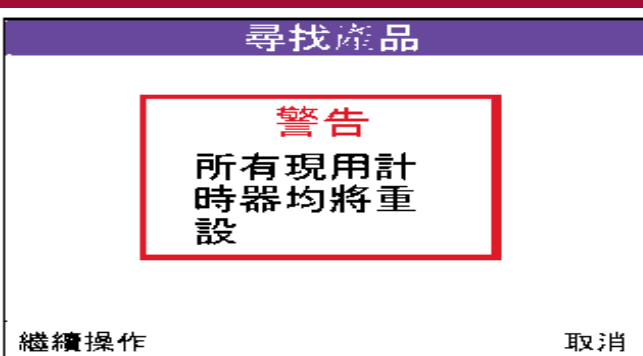 尋找產品
警告
所有現用計
時器均將重
設
繼續操作
取消